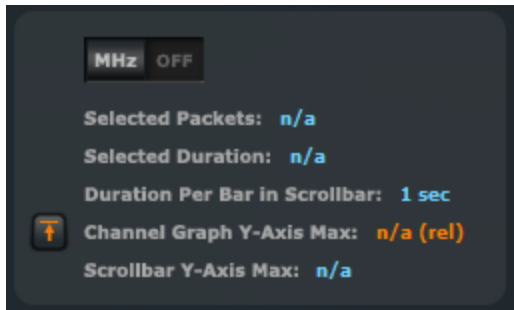 MHz OFF
Selected Packets: n/a
Selected Duration: n/a
Duration Per Bar in Scrollbar: 1 sec
Channel Graph Y-Axis Max: n/a (rel)
Scrollbar Y-Axis Max: n/a